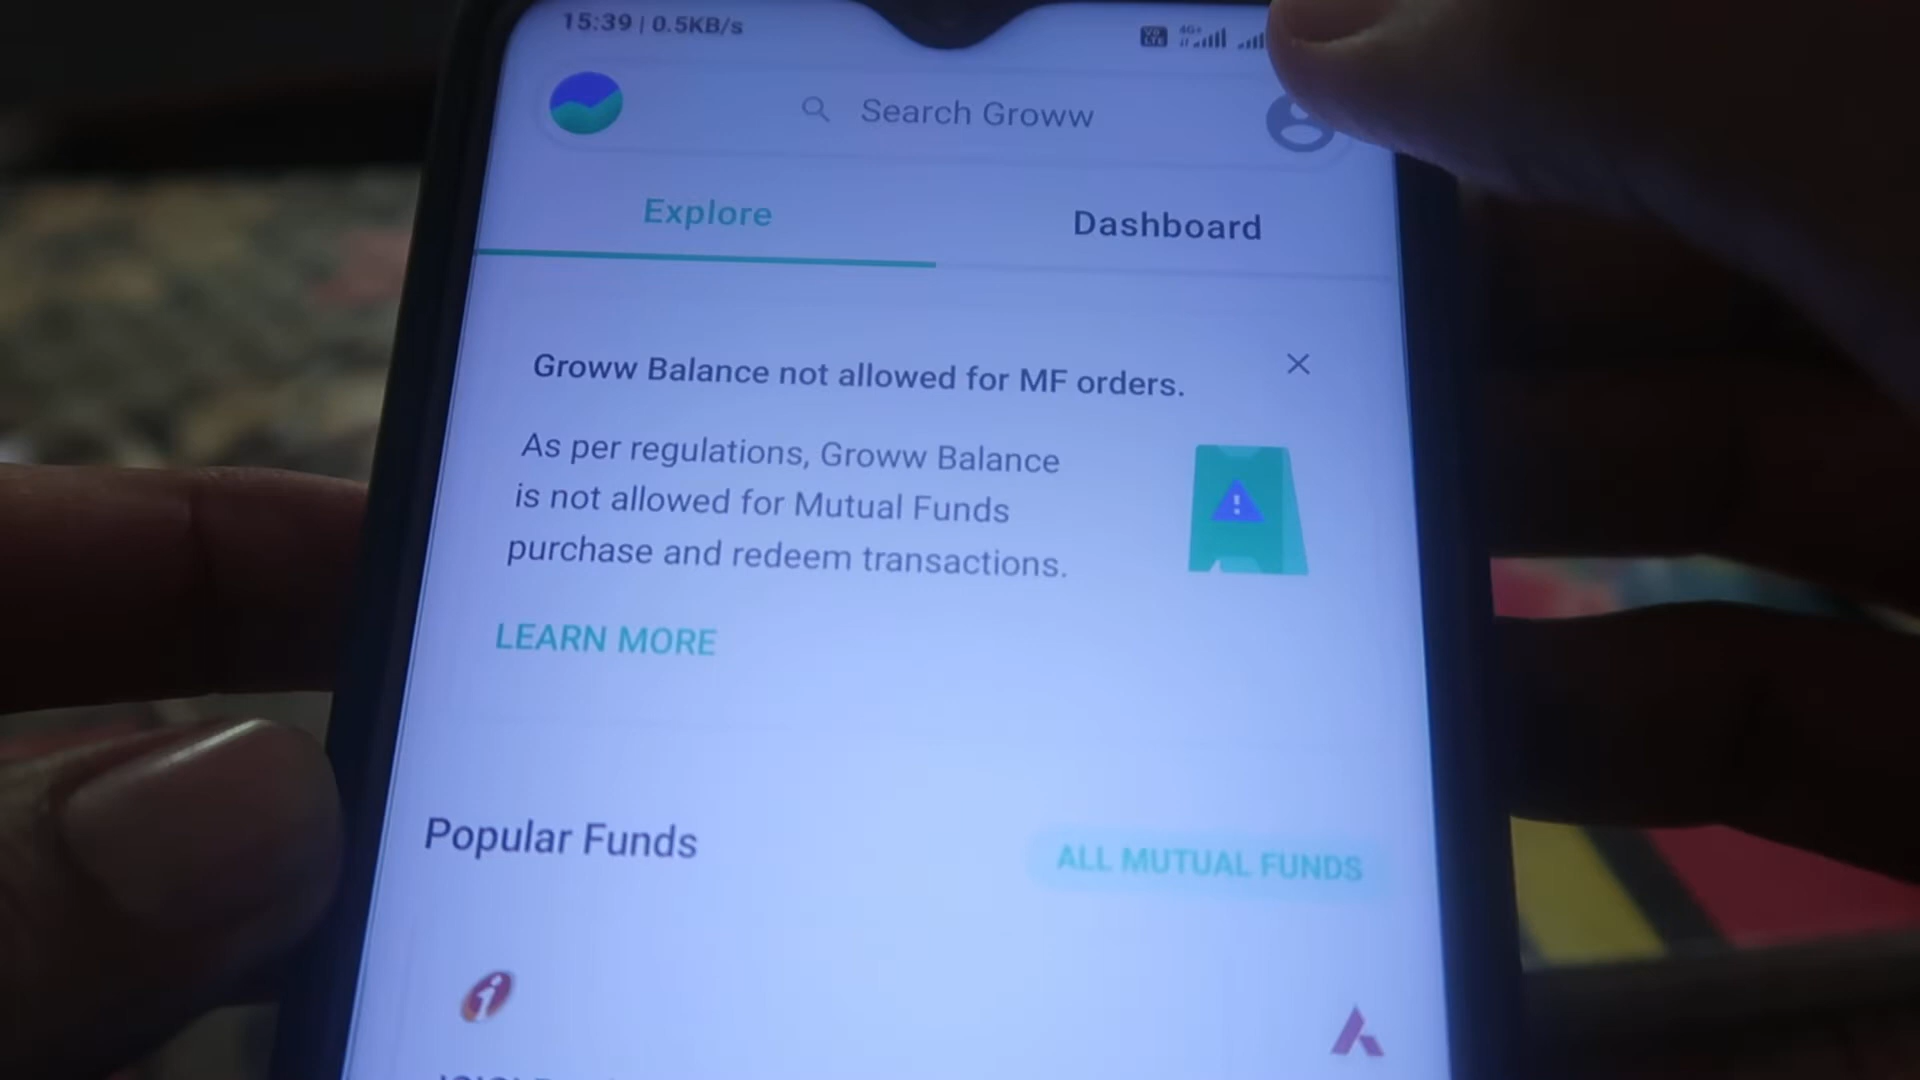 15:39 | 0.5KB/s
4G+
Search Groww
Explore
Dashboard
Groww Balance not allowed for MF orders.
As per regulations, Groww Balance
is not allowed for Mutual Funds
purchase and redeem transactions.
LEARN MORE
Popular Funds
ALL MUTUAL FUNDS